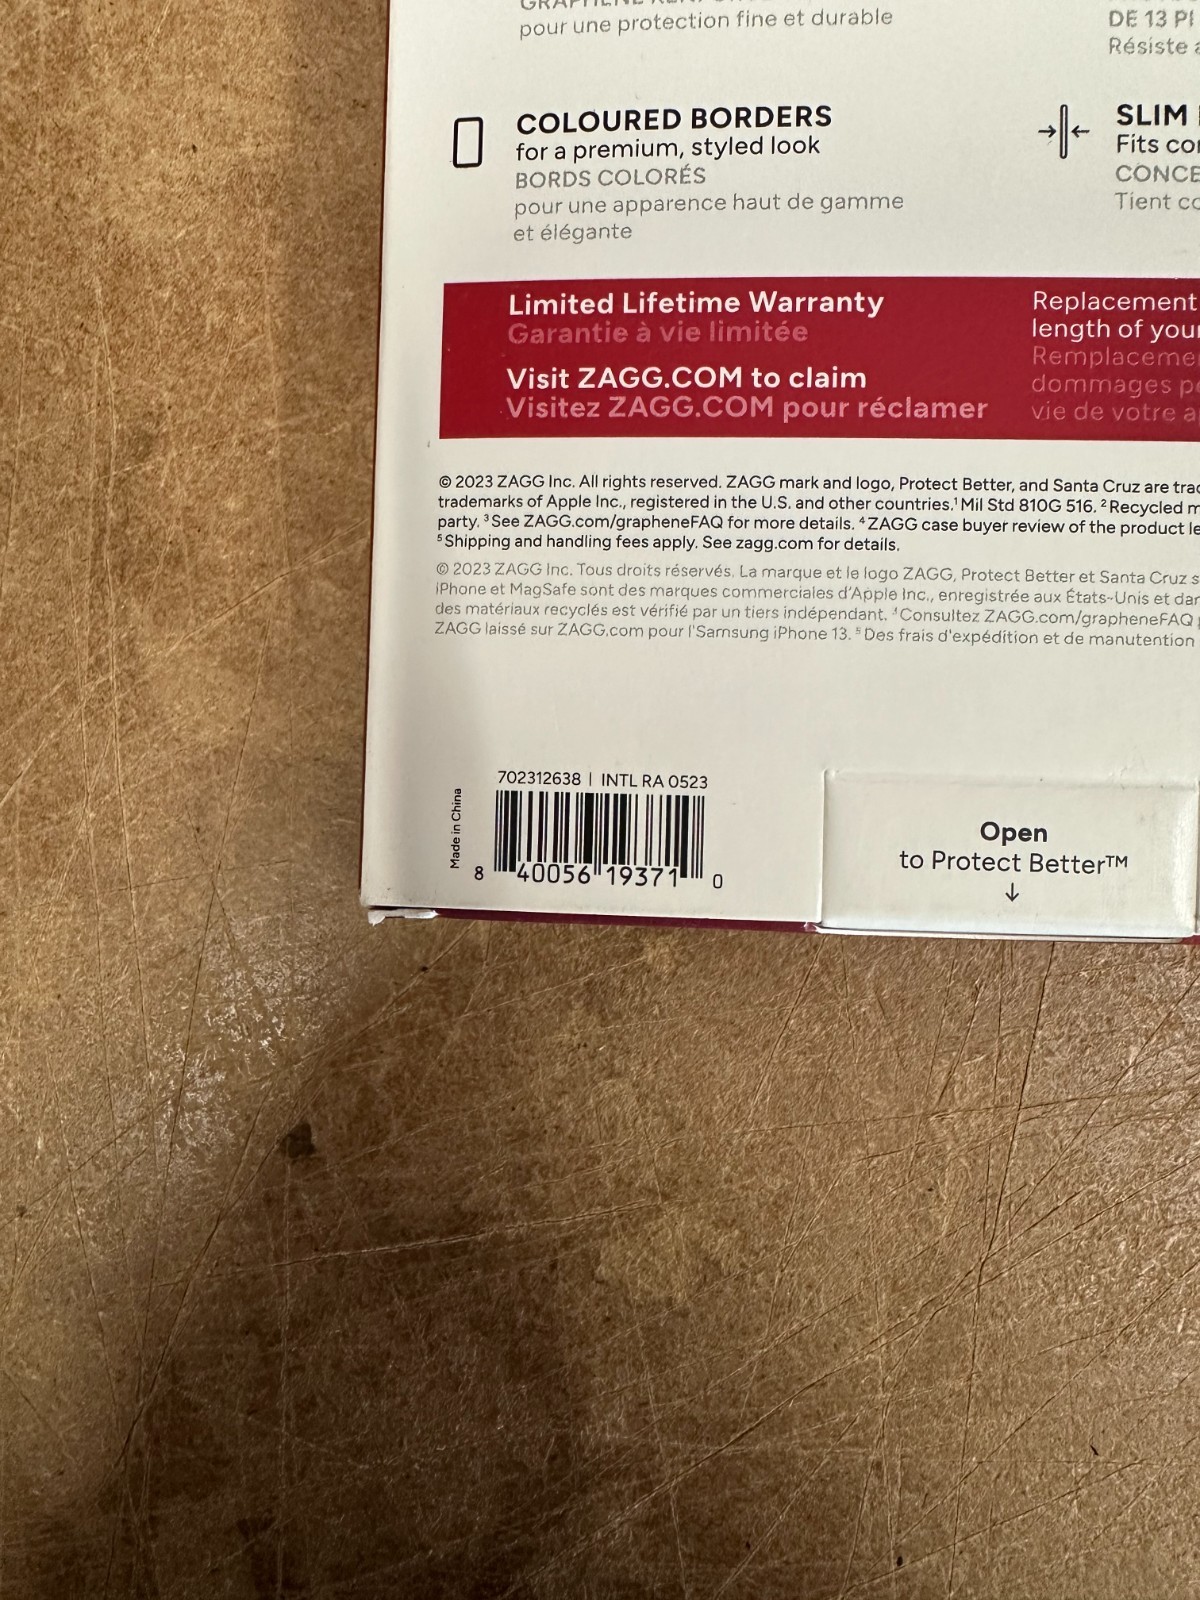 pour une protection fine et durable
DE 13 PI
Résiste
COLOURED BORDERS
for a premium, styled look
BORDS COLORÉS
pour une apparence haut de gamme
et élégante
SLIM
Fits
Tient
Limited Lifetime Warranty
Garantie à vie limitée
Visit ZAGG.COM to claim
Visitez ZAGG.COM pour réclamer
Replacement
length of your
dommages
vie de votre
© 2023 ZAGG Inc. All rights reserved. ZAGG mark and logo, Protect Better, and Santa Cruz are
trademarks of Apple Inc., registered in the U.S. and other countries.¹ Mil Std 810G 516. ² Recycled
party. ³ See ZAGG.com/grapheneFAQ for more details. ⁴ ZAGG case buyer review of the product
⁵ Shipping and handling fees apply. See zagg.com for details.
© 2023 ZAGG Inc. Tous droits réservés. La marque et le logo ZAGG, Protect Better et Santa Cruz
iPhone et MagSafe sont des marques commerciales d'Apple Inc., enregistrée aux États-Unis et
des matériaux recyclés est vérifié par un tiers indépendant. ³ Consultez ZAGG.com/grapheneFAQ
ZAGG laissé sur ZAGG.com pour l'Samsung iPhone 13. ⁵ Des frais d'expédition et de manutention
702312638 | INTL RA 0523
Made in China
8 40056 19371 0
Open
to Protect Better™
↓